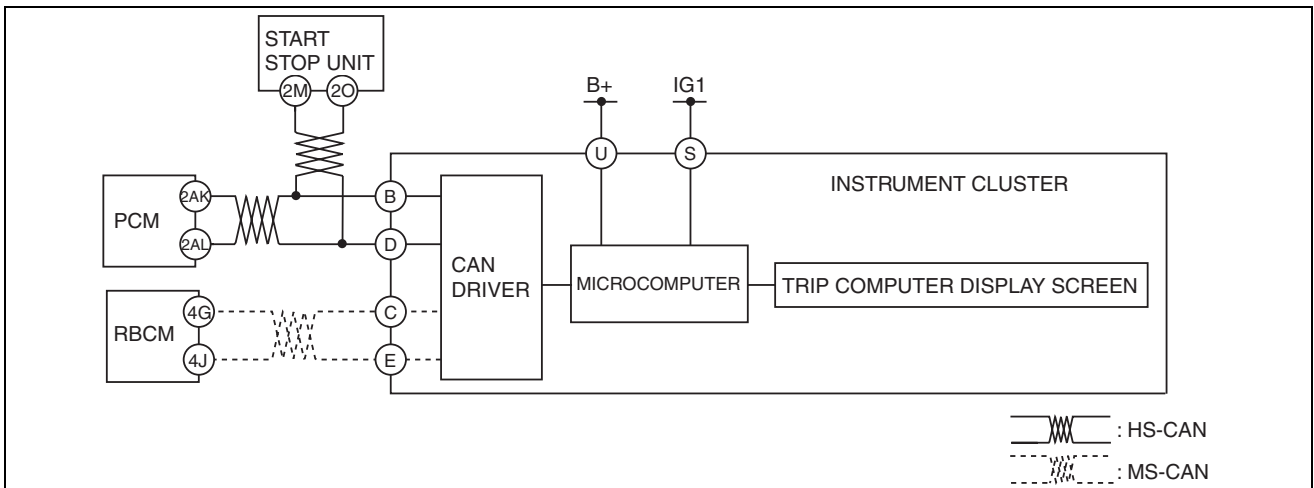 START
STOP UNIT
2M
2O
B+
IG1
U
S
INSTRUMENT CLUSTER
PCM
2AK
2AL
B
D
CAN
DRIVER
MICROCOMPUTER
TRIP COMPUTER DISPLAY SCREEN
RBCM
4G
4J
C
E
: HS-CAN
: MS-CAN